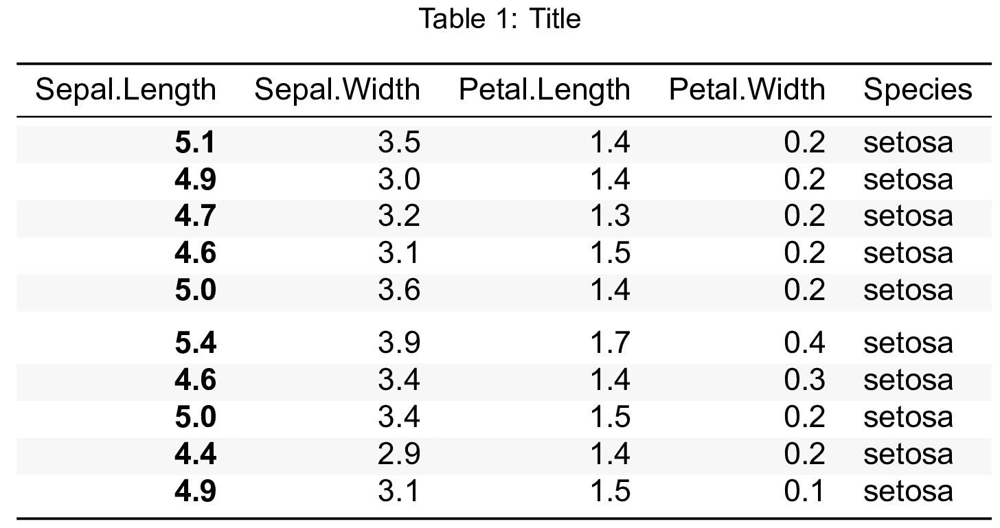 Table 1: Title
Sepal.Length Sepal.Width Petal.Length Petal.Width Species
5.1 3.5 1.4 0.2 setosa
4.9 3.0 1.4 0.2 setosa
4.7 3.2 1.3 0.2 setosa
4.6 3.1 1.5 0.2 setosa
5.0 3.6 1.4 0.2 setosa
5.4 3.9 1.7 0.4 setosa
4.6 3.4 1.4 0.3 setosa
5.0 3.4 1.5 0.2 setosa
4.4 2.9 1.4 0.2 setosa
4.9 3.1 1.5 0.1 setosa